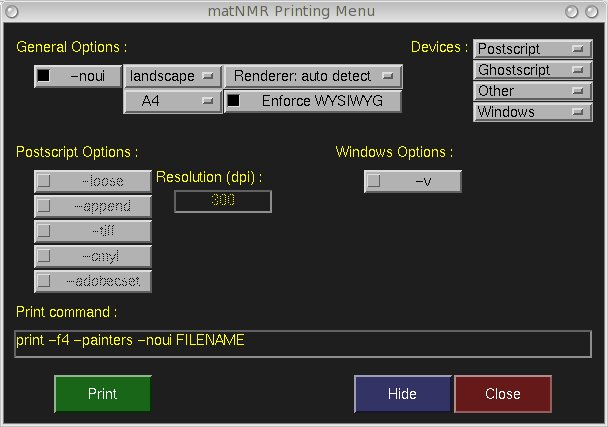 matNMR Printing Menu
General Options :
Devices :
-noui
landscape
Renderer: auto detect
Postscript
A4
Enforce WYSIWYG
Ghostscript
Other
Windows
Postscript Options :
Windows Options :
-loose
Resolution (dpi) :
-v
-append
300
-tiff
-cmyl
-adobecset
Print command :
print -f4 -painters -noui FILENAME
Print
Hide
Close